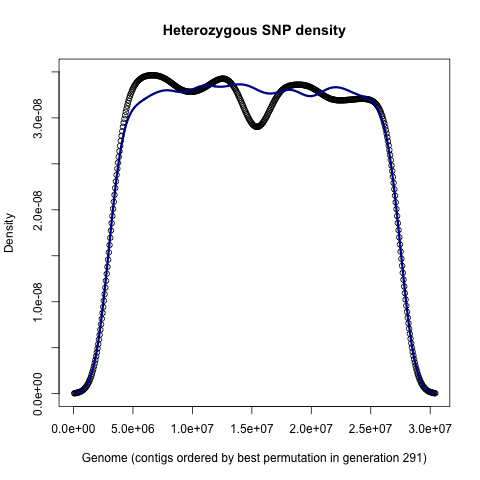 Heterozygous SNP density
Density
0.0e+00
1.0e-08
2.0e-08
3.0e-08
0.0e+00 5.0e+06 1.0e+07 1.5e+07 2.0e+07 2.5e+07 3.0e+07
Genome (contigs ordered by best permutation in generation 291)